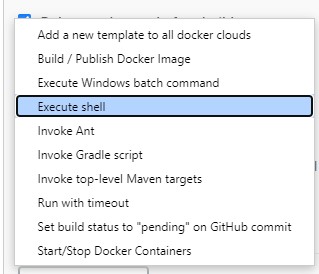 Add a new template to all docker clouds
Build / Publish Docker Image
Execute Windows batch command
Execute shell
Invoke Ant
Invoke Gradle script
Invoke top-level Maven targets
Run with timeout
Set build status to "pending" on GitHub commit
Start/Stop Docker Containers